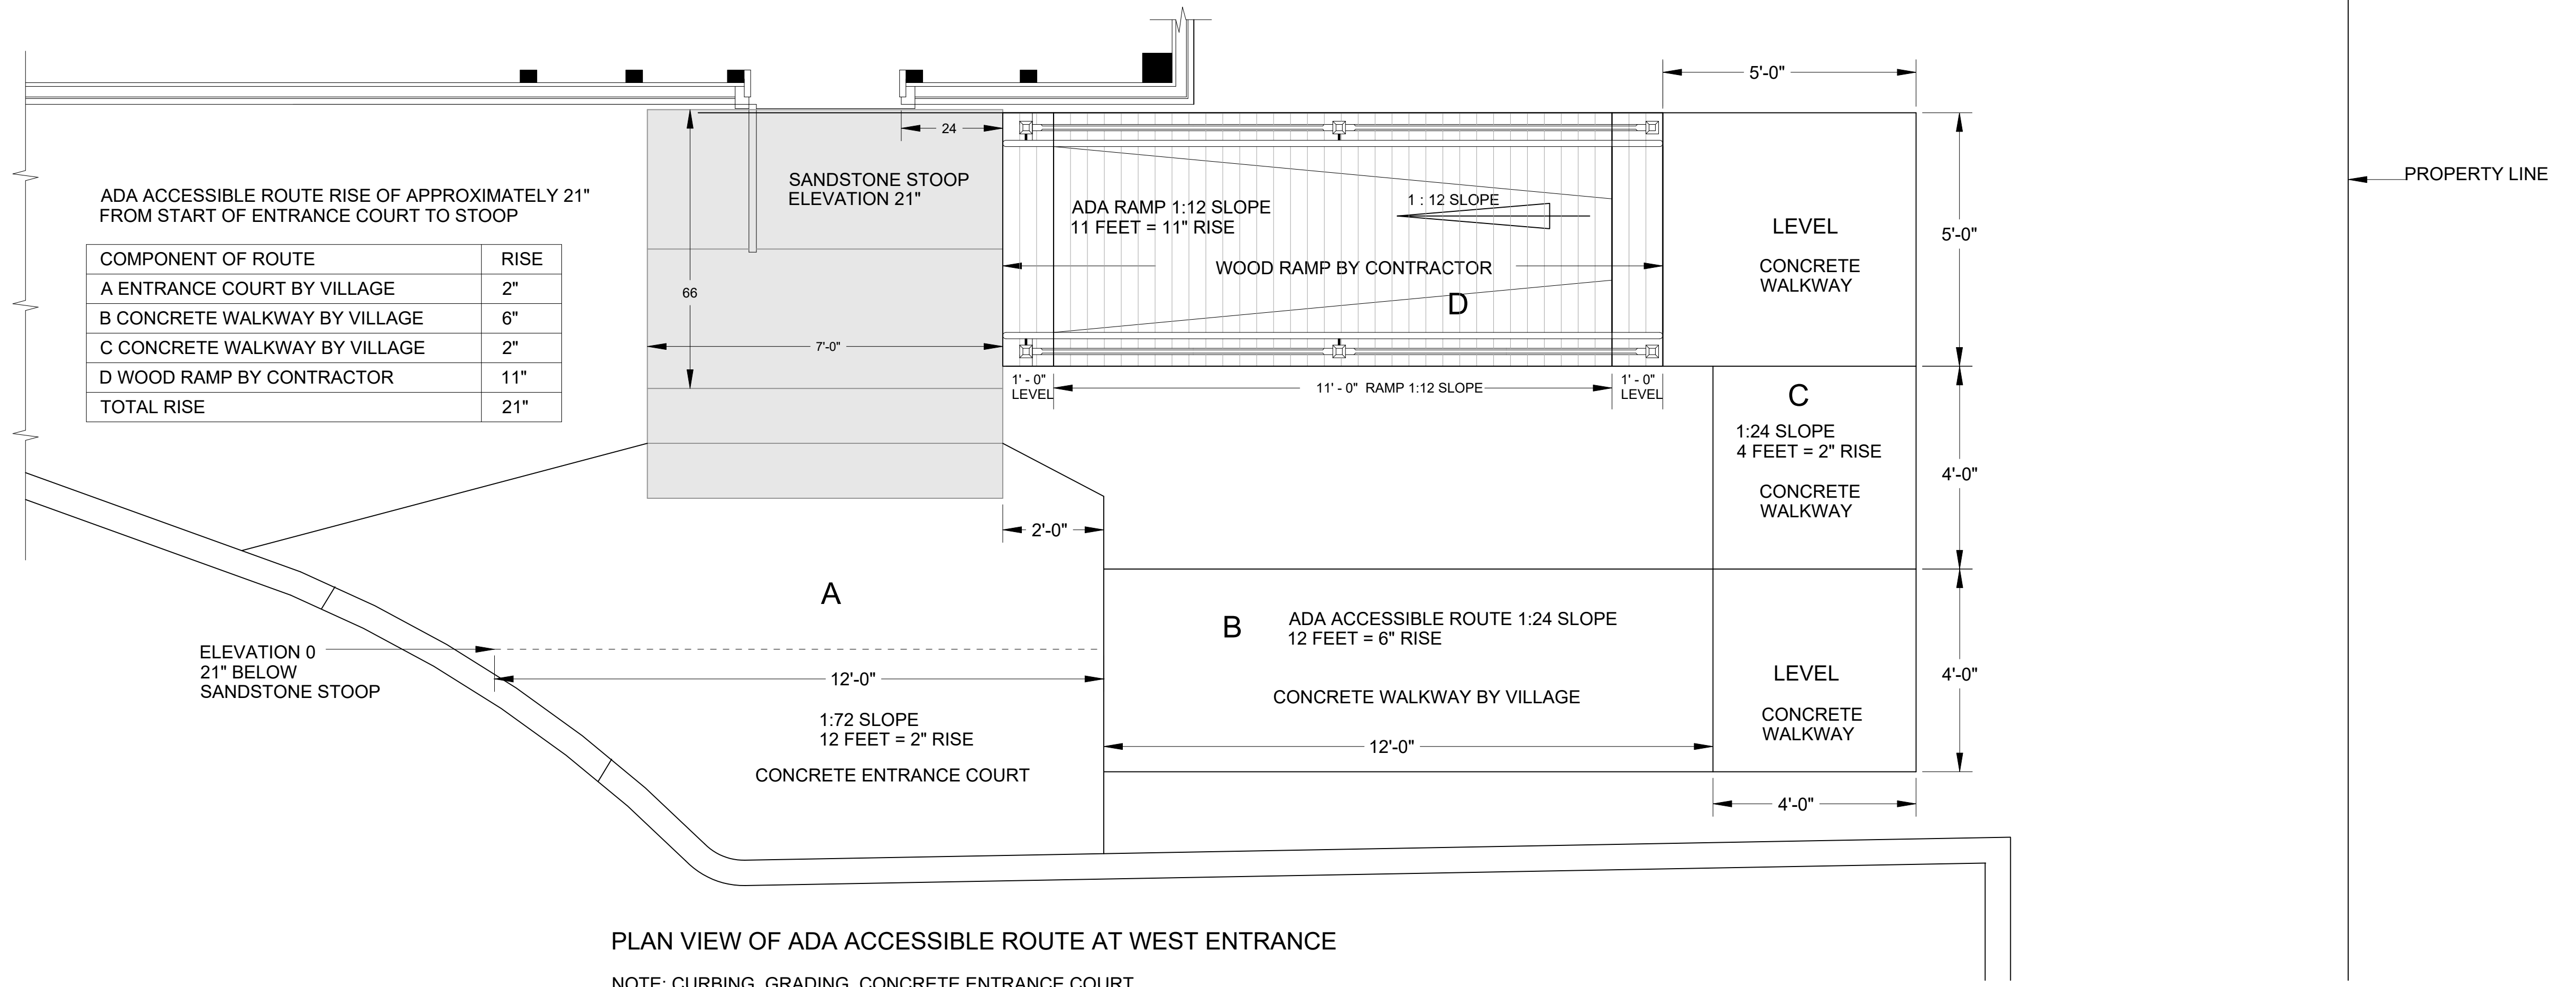 5'-0"
24
PROPERTY LINE
SANDSTONE STOOP
ELEVATION 21"
ADA ACCESSIBLE ROUTE RISE OF APPROXIMATELY 21"
FROM START OF ENTRANCE COURT TO STOOP
COMPONENT OF ROUTE RISE
A ENTRANCE COURT BY VILLAGE 2"
B CONCRETE WALKWAY BY VILLAGE 6"
C CONCRETE WALKWAY BY VILLAGE 2"
D WOOD RAMP BY CONTRACTOR 11"
TOTAL RISE 21"
66
7'-0"
ADA RAMP 1:12 SLOPE
11 FEET = 11" RISE
1 : 12 SLOPE
WOOD RAMP BY CONTRACTOR
D
LEVEL
CONCRETE
WALKWAY
5'-0"
1' - 0"
LEVEL
11' - 0" RAMP 1:12 SLOPE
1' - 0"
LEVEL
C
1:24 SLOPE
4 FEET = 2" RISE
CONCRETE
WALKWAY
4'-0"
2'-0"
A
B
ADA ACCESSIBLE ROUTE 1:24 SLOPE
12 FEET = 6" RISE
ELEVATION 0
21" BELOW
SANDSTONE STOOP
12'-0"
1:72 SLOPE
12 FEET = 2" RISE
CONCRETE ENTRANCE COURT
CONCRETE WALKWAY BY VILLAGE
12'-0"
LEVEL
CONCRETE
WALKWAY
4'-0"
4'-0"
PLAN VIEW OF ADA ACCESSIBLE ROUTE AT WEST ENTRANCE
NOTE: CURBING, GRADING, CONCRETE ENTRANCE COURT